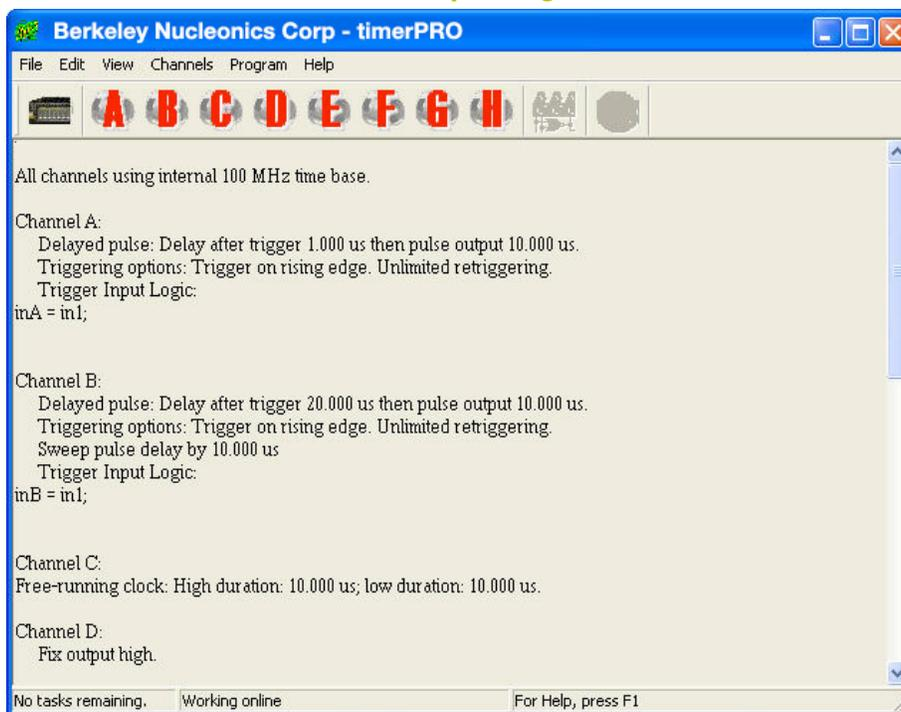 Berkeley Nucleonics Corp - timerPRO
File Edit View Channels Program Help
A B C D E F G H
All channels using internal 100 MHz time base.
Channel A:
Delayed pulse: Delay after trigger 1.000 us then pulse output 10.000 us.
Triggering options: Trigger on rising edge. Unlimited retriggering.
Trigger Input Logic:
inA = in1;
Channel B:
Delayed pulse: Delay after trigger 20.000 us then pulse output 10.000 us.
Triggering options: Trigger on rising edge. Unlimited retriggering.
Sweep pulse delay by 10.000 us
Trigger Input Logic:
inB = in1;
Channel C:
Free-running clock: High duration: 10.000 us; low duration: 10.000 us.
Channel D:
Fix output high.
No tasks remaining. Working online For Help, press F1